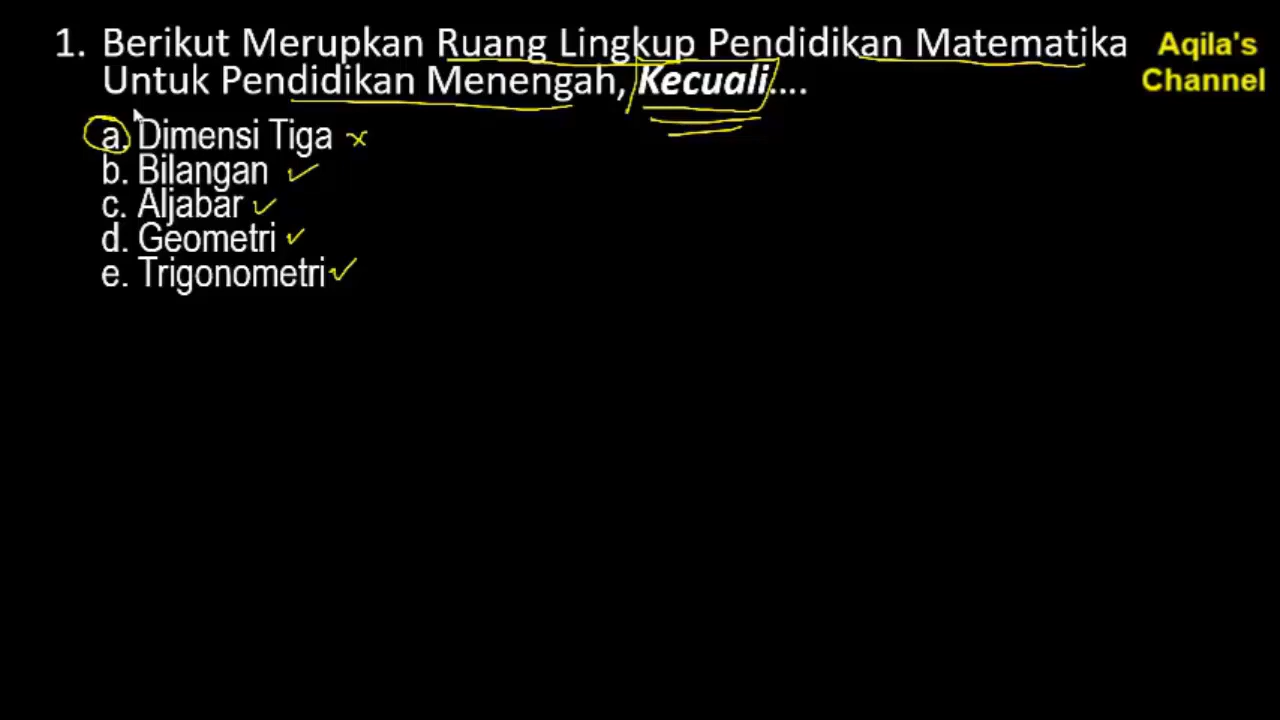 1. Berikut Merupkan Ruang Lingkup Pendidikan Matematika
Untuk Pendidikan Menengah, Kecuali....
a. Dimensi Tiga
b. Bilangan
c. Aljabar
d. Geometri
e. Trigonometri
Aqila's
Channel